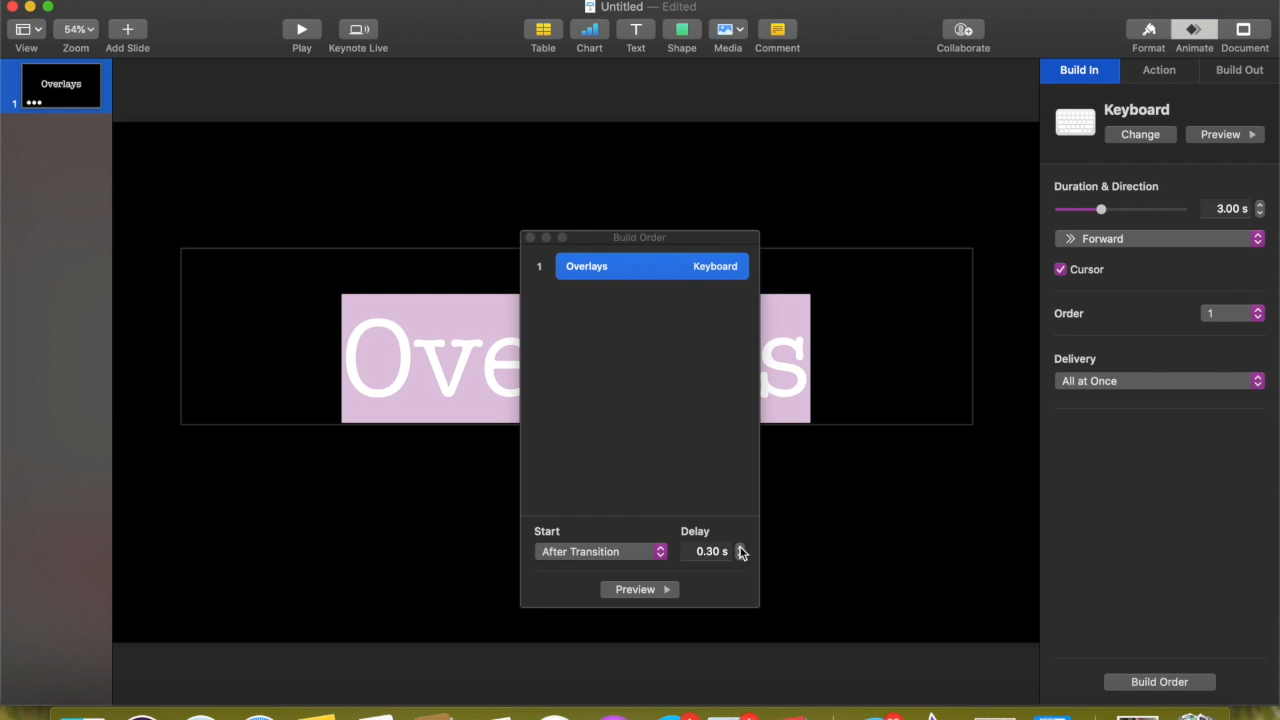 Untitled — Edited
54%
View
Zoom
Add Slide
Play
Keynote Live
Table
Chart
Text
Shape
Media
Comment
Collaborate
Format
Animate
Document
Overlays
1
Build In
Action
Build Out
Keyboard
Change
Preview
Duration & Direction
3.00 s
Forward
Cursor
Order
1
Delivery
All at Once
Build Order
Build Order
1
Overlays
Keyboard
Start
Delay
After Transition
0.30 s
Preview
Ove
s